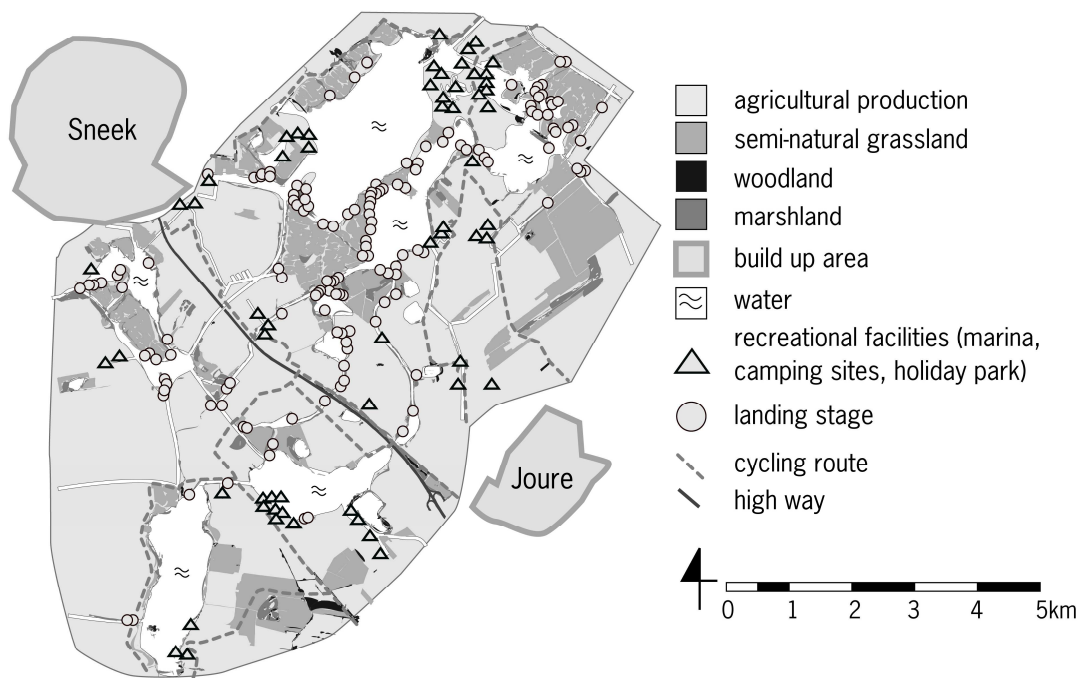 Sneek
Joure
agricultural production
semi-natural grassland
woodland
marshland
build up area
water
recreational facilities (marina,
camping sites, holiday park)
landing stage
cycling route
high way
0 1 2 3 4 5km